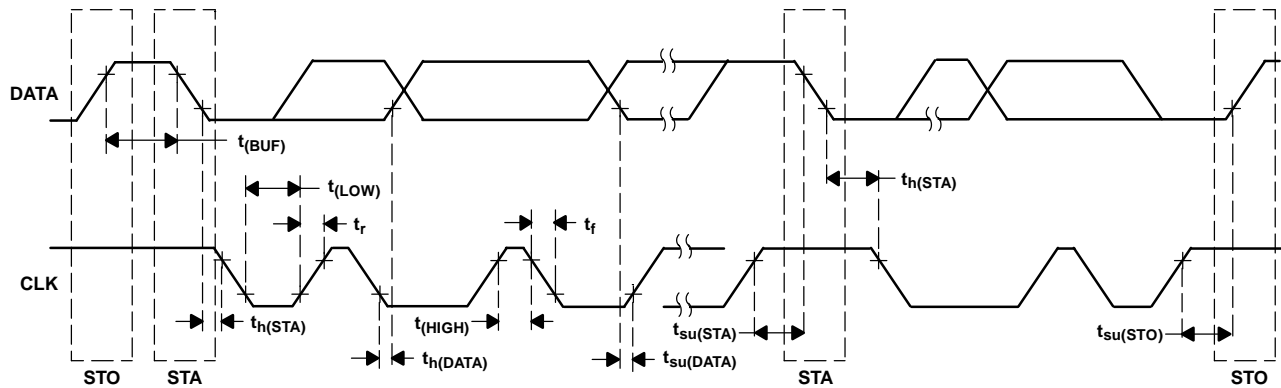 DATA
t(BUF)
t(LOW)
tr
tf
th(STA)
CLK
th(STA)
th(DATA)
t(HIGH)
tsu(DATA)
tsu(STA)
tsu(STO)
STO
STA
STA
STO